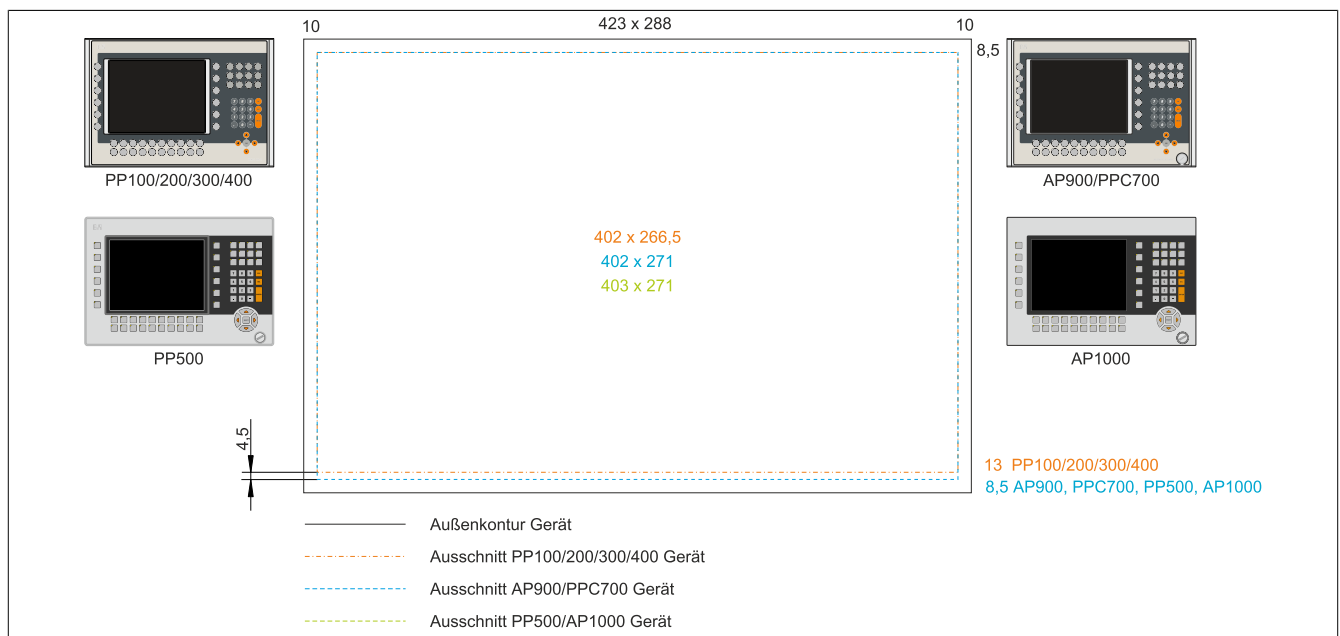 10
423 x 288
10
8,5
PP100/200/300/400
AP900/PPC700
402 x 266,5
402 x 271
403 x 271
PP500
AP1000
4,5
13 PP100/200/300/400
8,5 AP900, PPC700, PP500, AP1000
Außenkontur Gerät
Ausschnitt PP100/200/300/400 Gerät
Ausschnitt AP900/PPC700 Gerät
Ausschnitt PP500/AP1000 Gerät